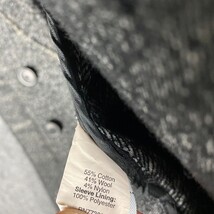 55% Cotton
41% Wool
4% Nylon
Sleeve Lining:
100% Polyester